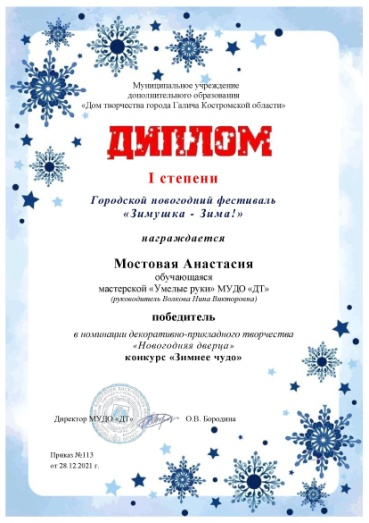 Муниципальное учреждение
дополнительного образования
«Дом творчества города Галича Костромской области»
ДИПЛОМ
I степени
Городской новогодний фестиваль
«Зимушка - Зима!»
награждается
Мостовая Анастасия
обучающаяся
мастерской «Умелые руки» МУДО «ДТ»
(руководитель Волкова Нина Викторовна)
победитель
в номинации декоративно-прикладного творчества
«Новогодняя дверца»
конкурс «Зимнее чудо»
Директор МУДО «ДТ» О.В. Бородина
Приказ №113
от 28.12.2021 г.